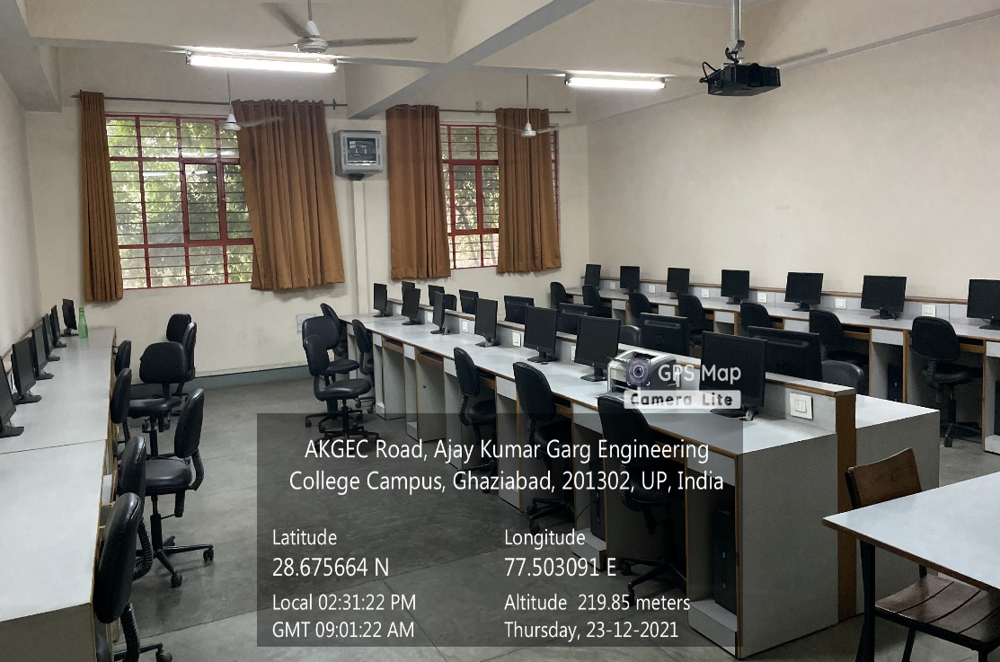 GPS Map
Camera Lite
AKGEC Road, Ajay Kumar Garg Engineering
College Campus, Ghaziabad, 201302, UP, India
Latitude
28.675664 N
Longitude
77.503091 E
Local 02:31:22 PM
GMT 09:01:22 AM
Altitude 219.85 meters
Thursday, 23-12-2021